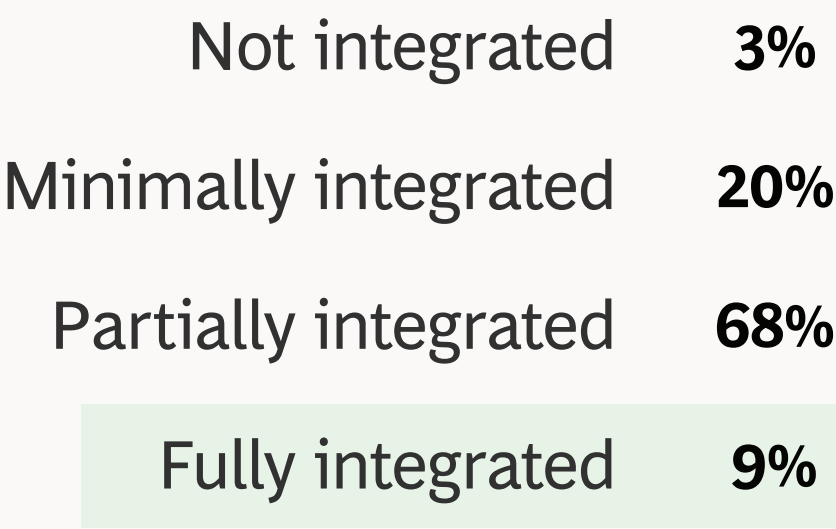 Not integrated 3%
Minimally integrated 20%
Partially integrated 68%
Fully integrated 9%